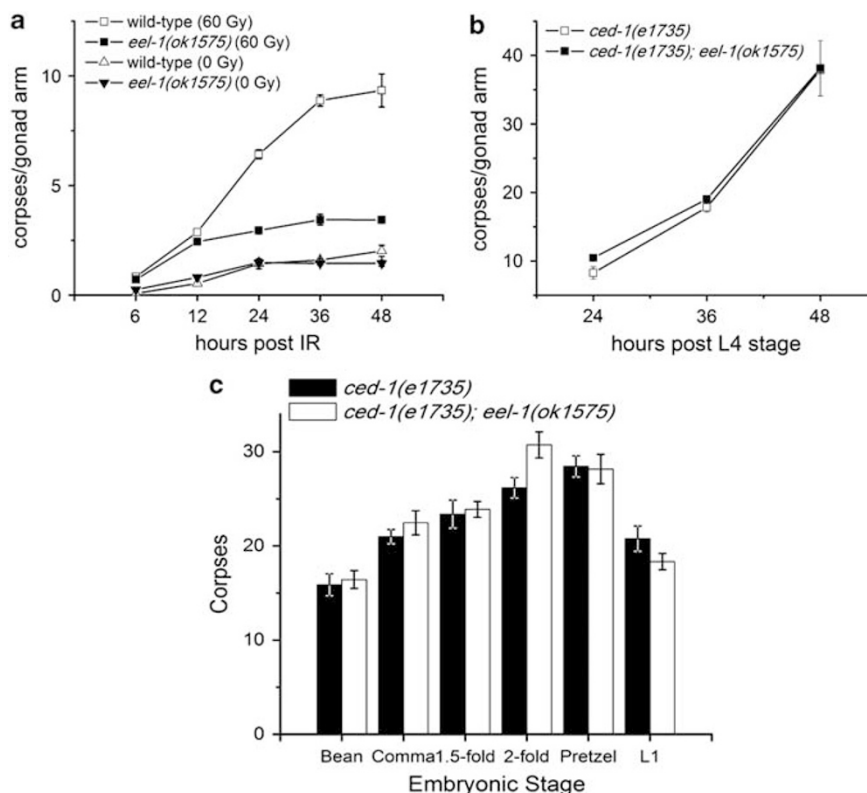 a
wild-type (60 Gy)
eel-1(ok1575) (60 Gy)
wild-type (0 Gy)
eel-1(ok1575) (0 Gy)
10
5
0
corpses/gonad arm
6 12 24 36 48
hours post IR
b
ced-1(e1735)
ced-1(e1735); eel-1(ok1575)
40
30
20
10
corpses/gonad arm
24 36 48
hours post L4 stage
c
ced-1(e1735)
ced-1(e1735); eel-1(ok1575)
30
20
10
0
Corpses
Bean Comma 1.5-fold 2-fold Pretzel L1
Embryonic Stage